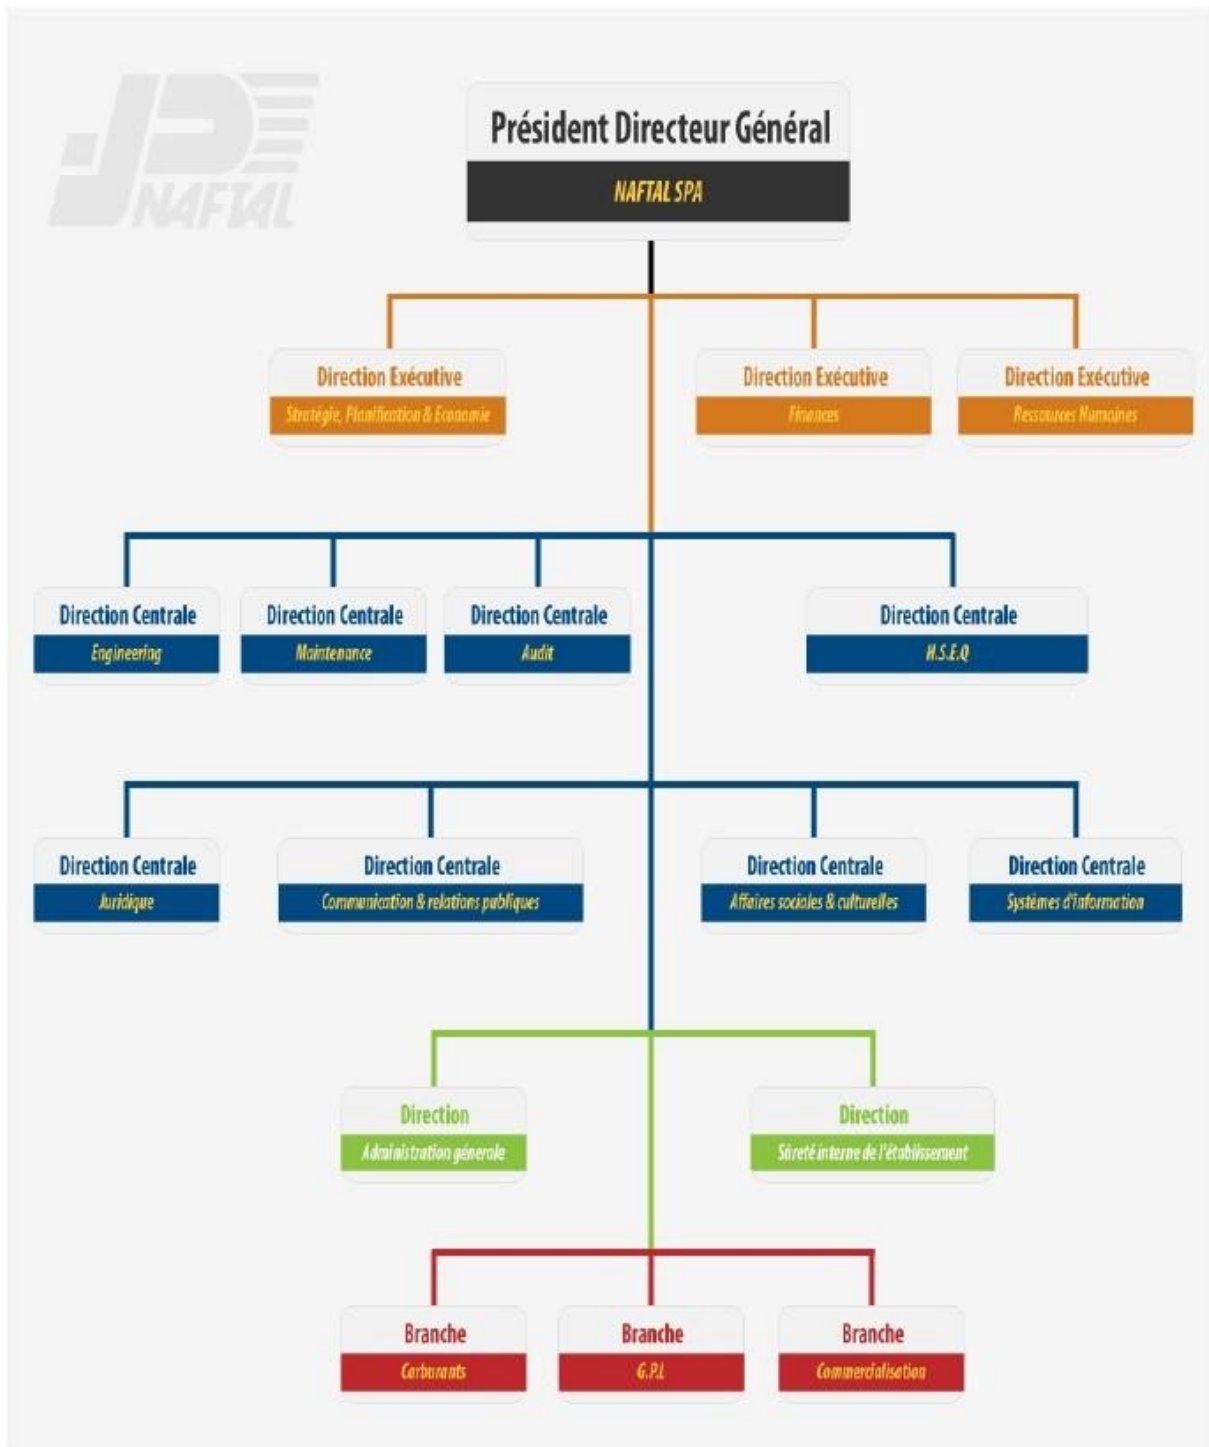 NAFTAL
Président Directeur Général
NAFTAL SPA
Direction Exécutive
Stratégie, Planification & Economie
Direction Exécutive
Finances
Direction Exécutive
Ressources Humaines
Direction Centrale
Engineering
Direction Centrale
Maintenance
Direction Centrale
Audit
Direction Centrale
H.S.E.Q
Direction Centrale
Juridique
Direction Centrale
Communication & relations publiques
Direction Centrale
Affaires sociales & culturelles
Direction Centrale
Systèmes d'information
Direction
Administration génerale
Direction
Sûreté interne de l'établissement
Branche
Carburants
Branche
G.P.L
Branche
Commercialisation